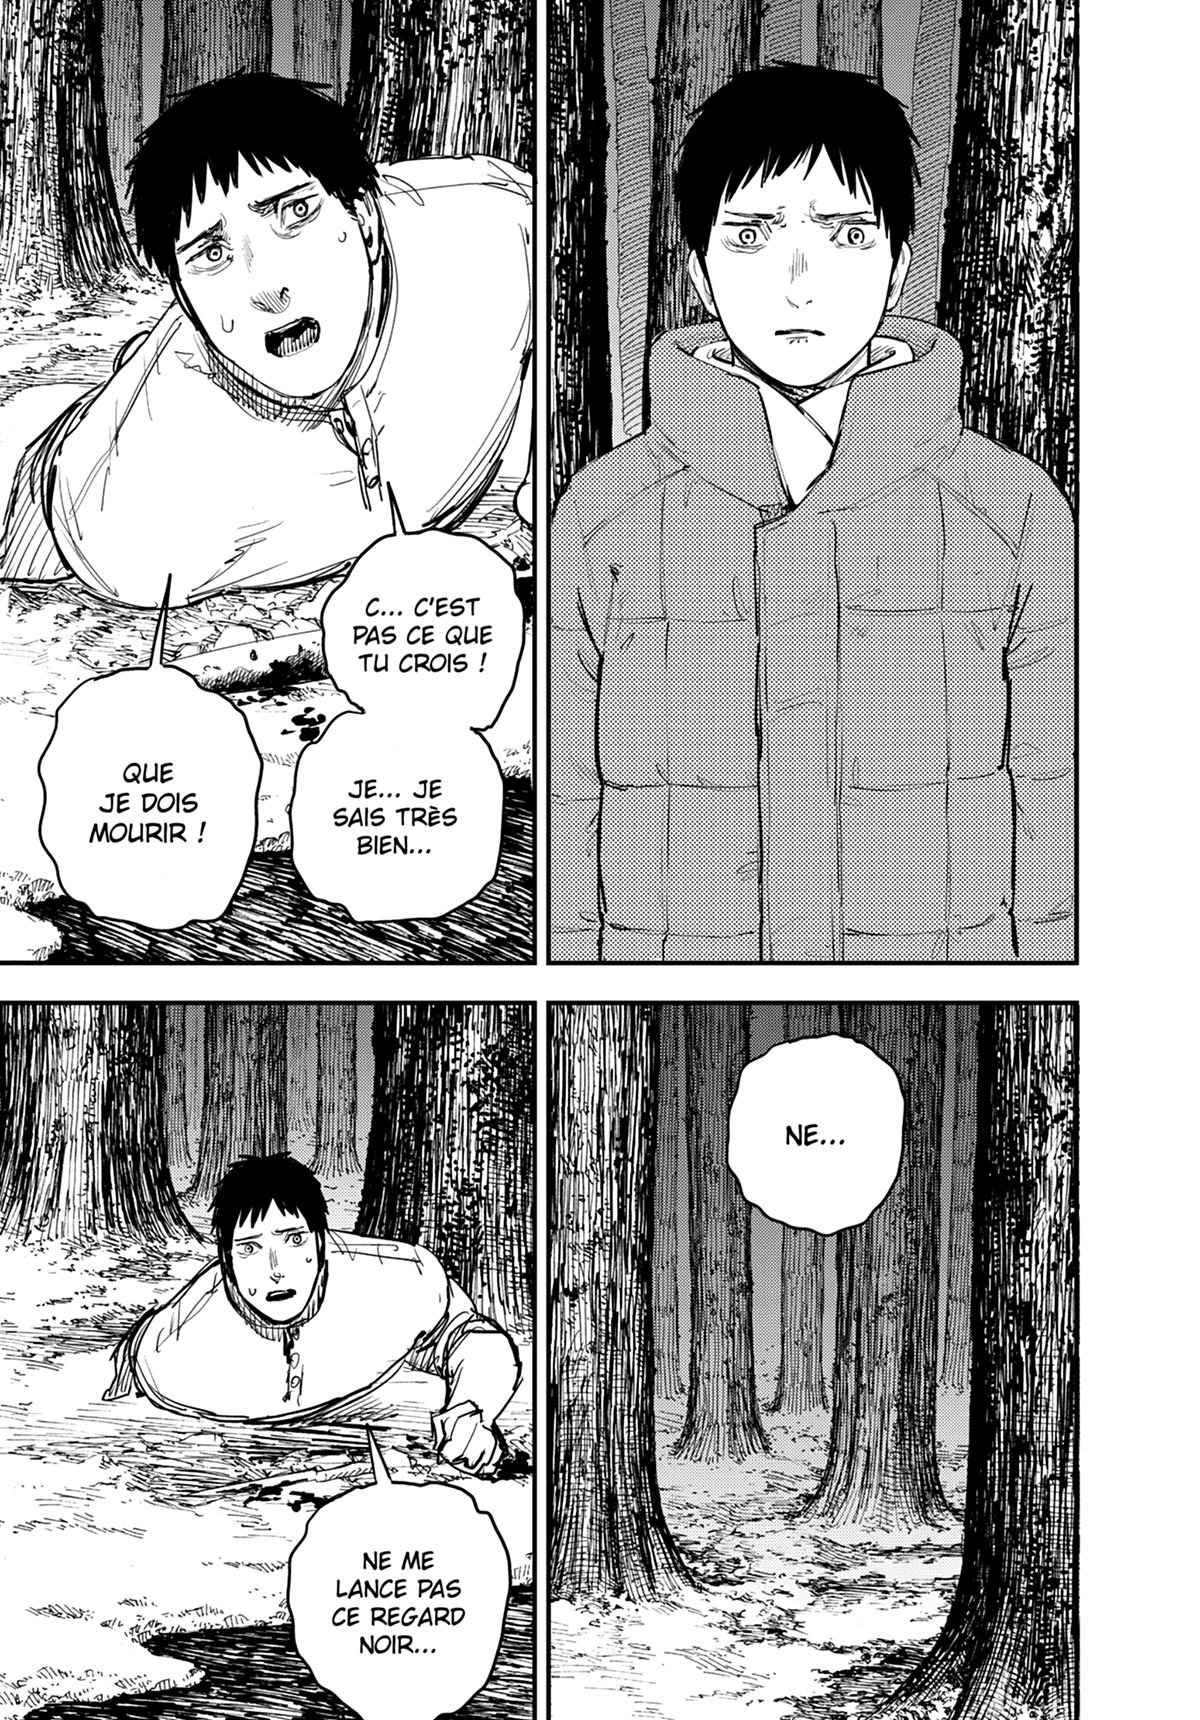 C... C'EST
PAS CE QUE
TU CROIS !
JE... JE
SAIS TRÈS
BIEN...
QUE
JE DOIS
MOURIR !
NE...
NE ME
LANCE PAS
CE REGARD
NOIR...